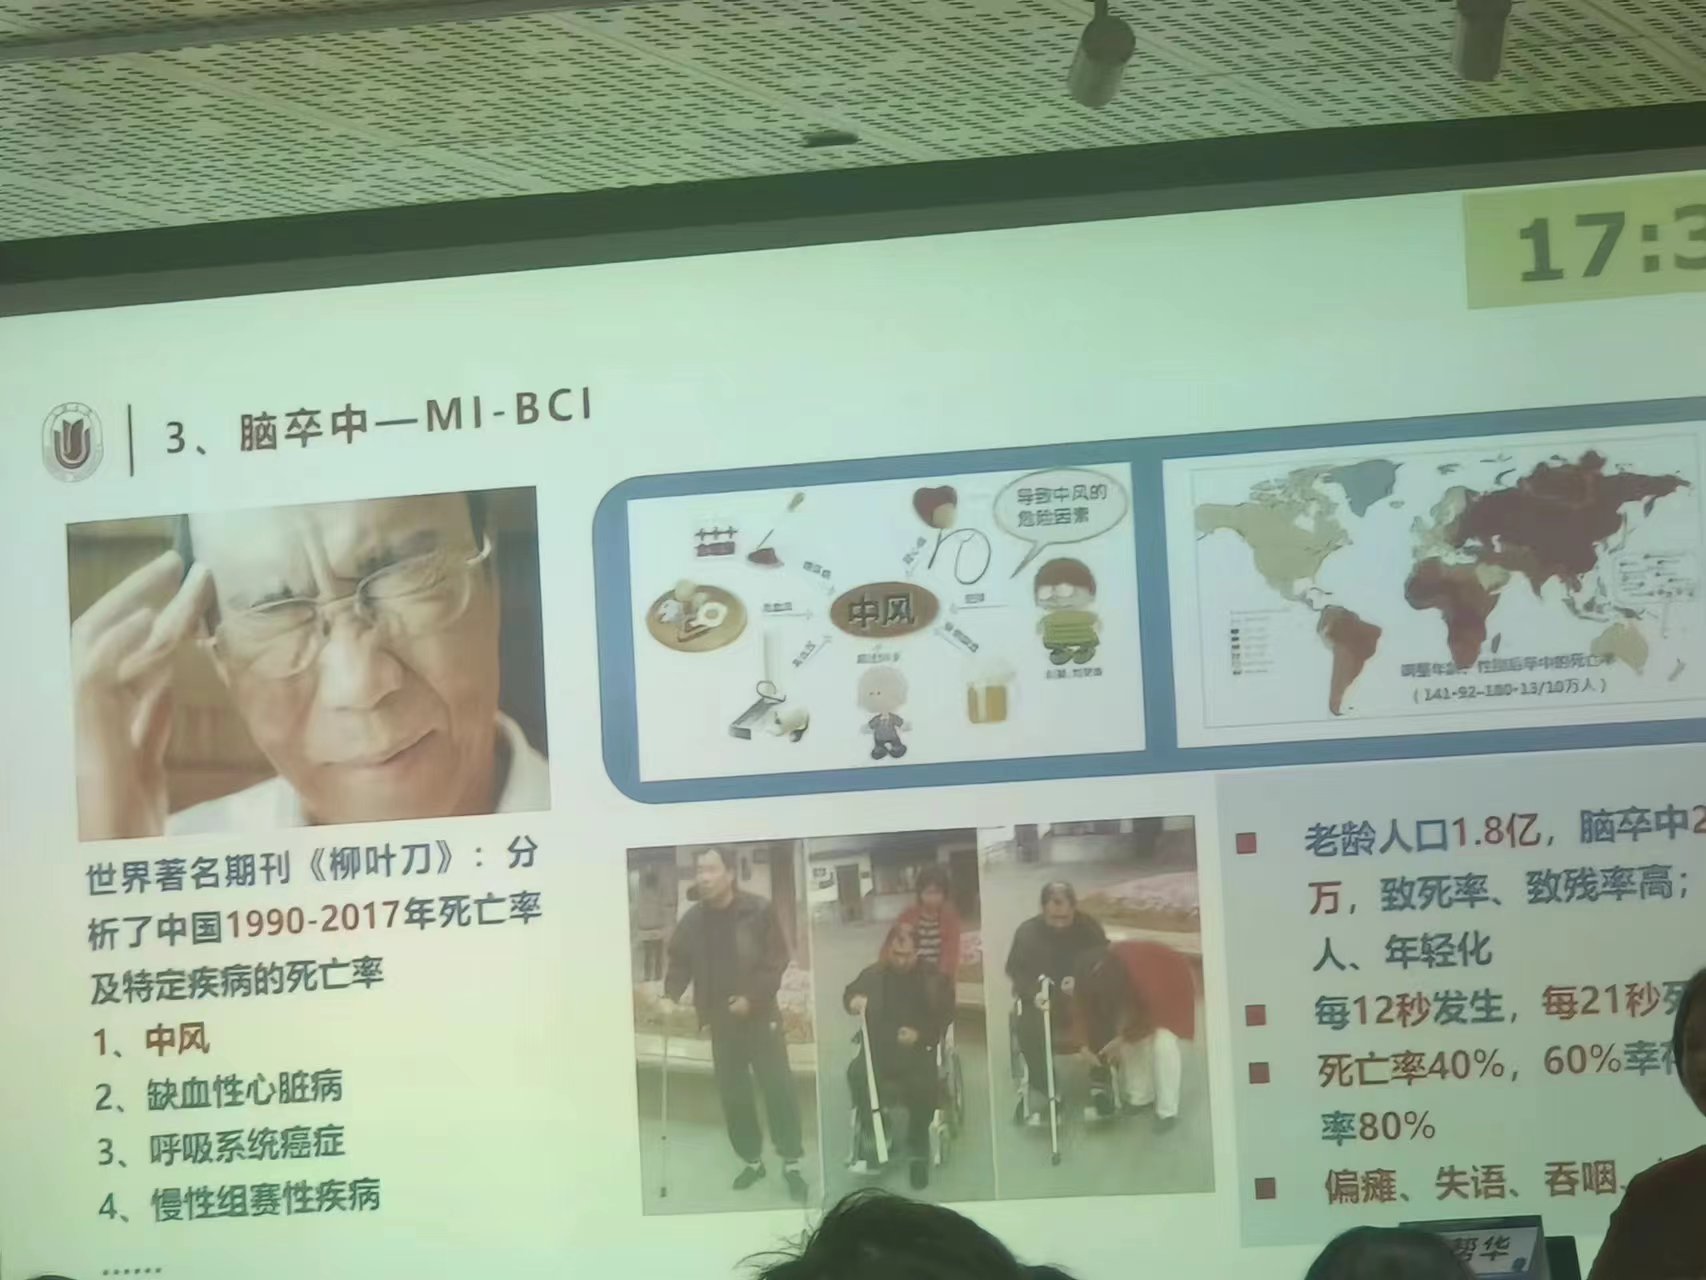 17:3
3、脑卒中—MI-BCI
导致中风的
危险因素
中风
调整年龄、性别后卒中的死亡率
(141-92-180-13/10万人)
世界著名期刊《柳叶刀》：分
析了中国1990-2017年死亡率
及特定疾病的死亡率
1、中风
2、缺血性心脏病
3、呼吸系统癌症
4、慢性组赛性疾病
......
老龄人口1.8亿，脑卒中2
万，致死率、致残率高；
人、年轻化
每12秒发生，每21秒死
死亡率40%，60%幸存
率80%
偏瘫、失语、吞咽、
帮华